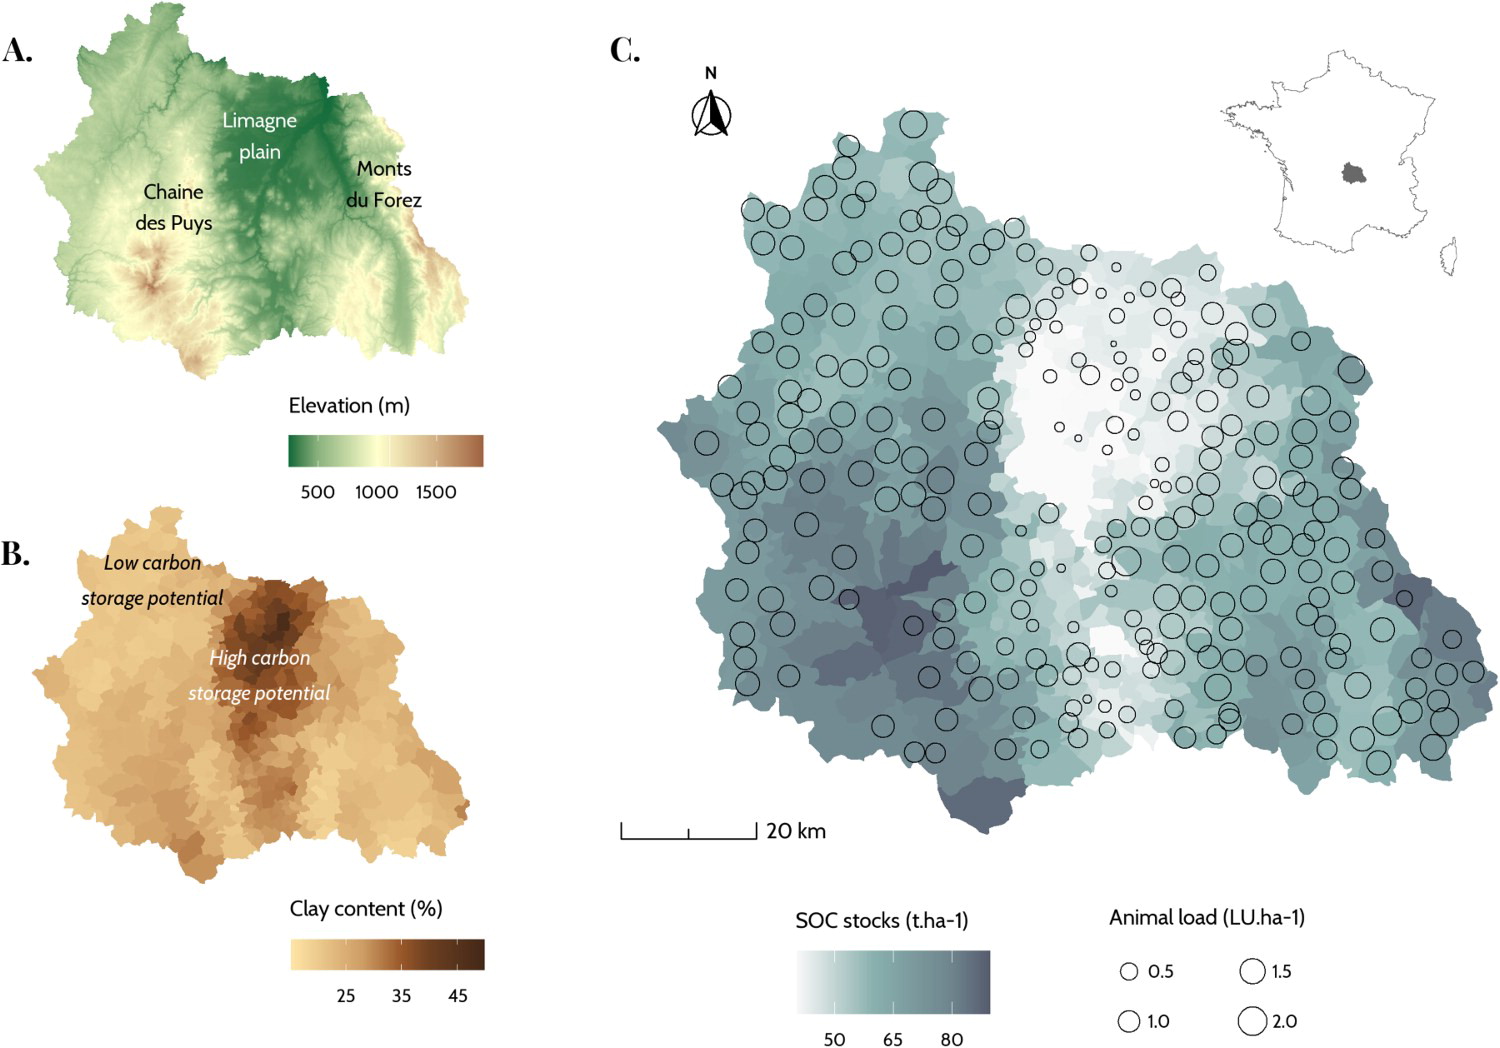 A.
Limagne
plain
Monts
du Forez
Chaine
des Puys
Elevation (m)
500 1000 1500
B.
Low carbon
storage potential
High carbon
storage potential
Clay content (%)
25 35 45
C.
N
20 km
SOC stocks (t.ha-1)
50 65 80
Animal load (LU.ha-1)
0.5 1.5
1.0 2.0